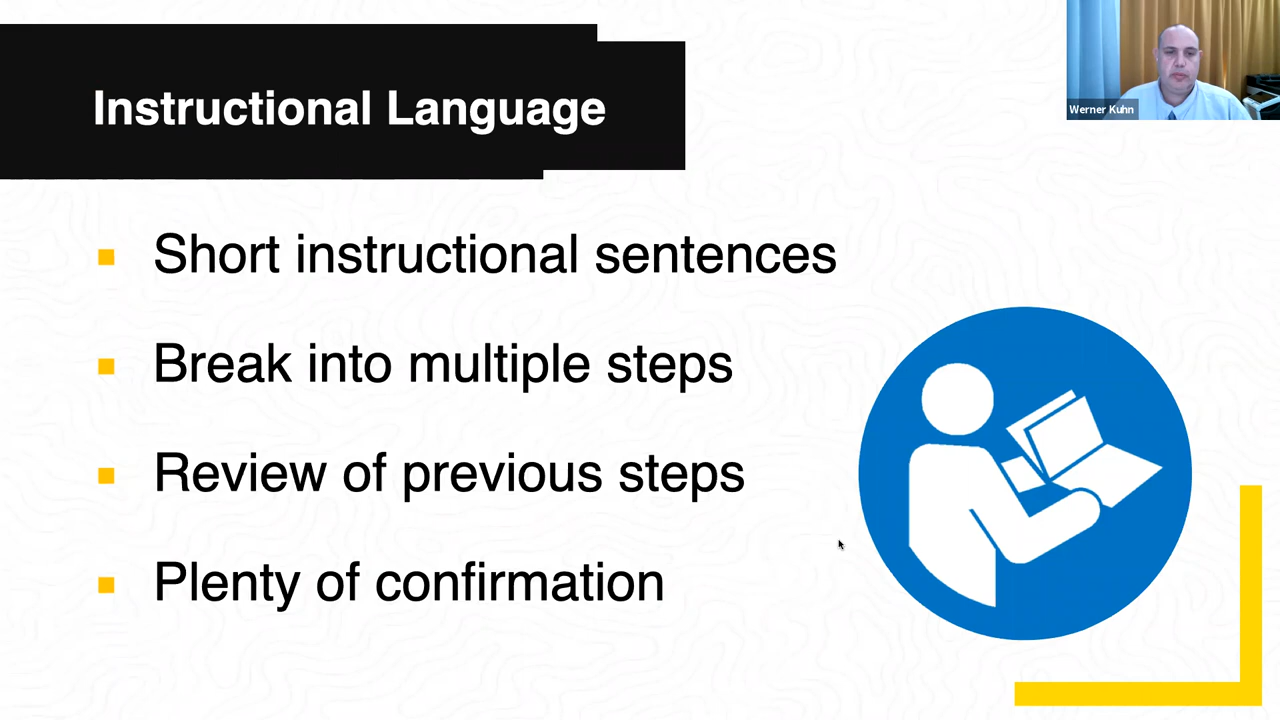 Instructional Language
Werner Kuhn
Short instructional sentences
Break into multiple steps
Review of previous steps
Plenty of confirmation